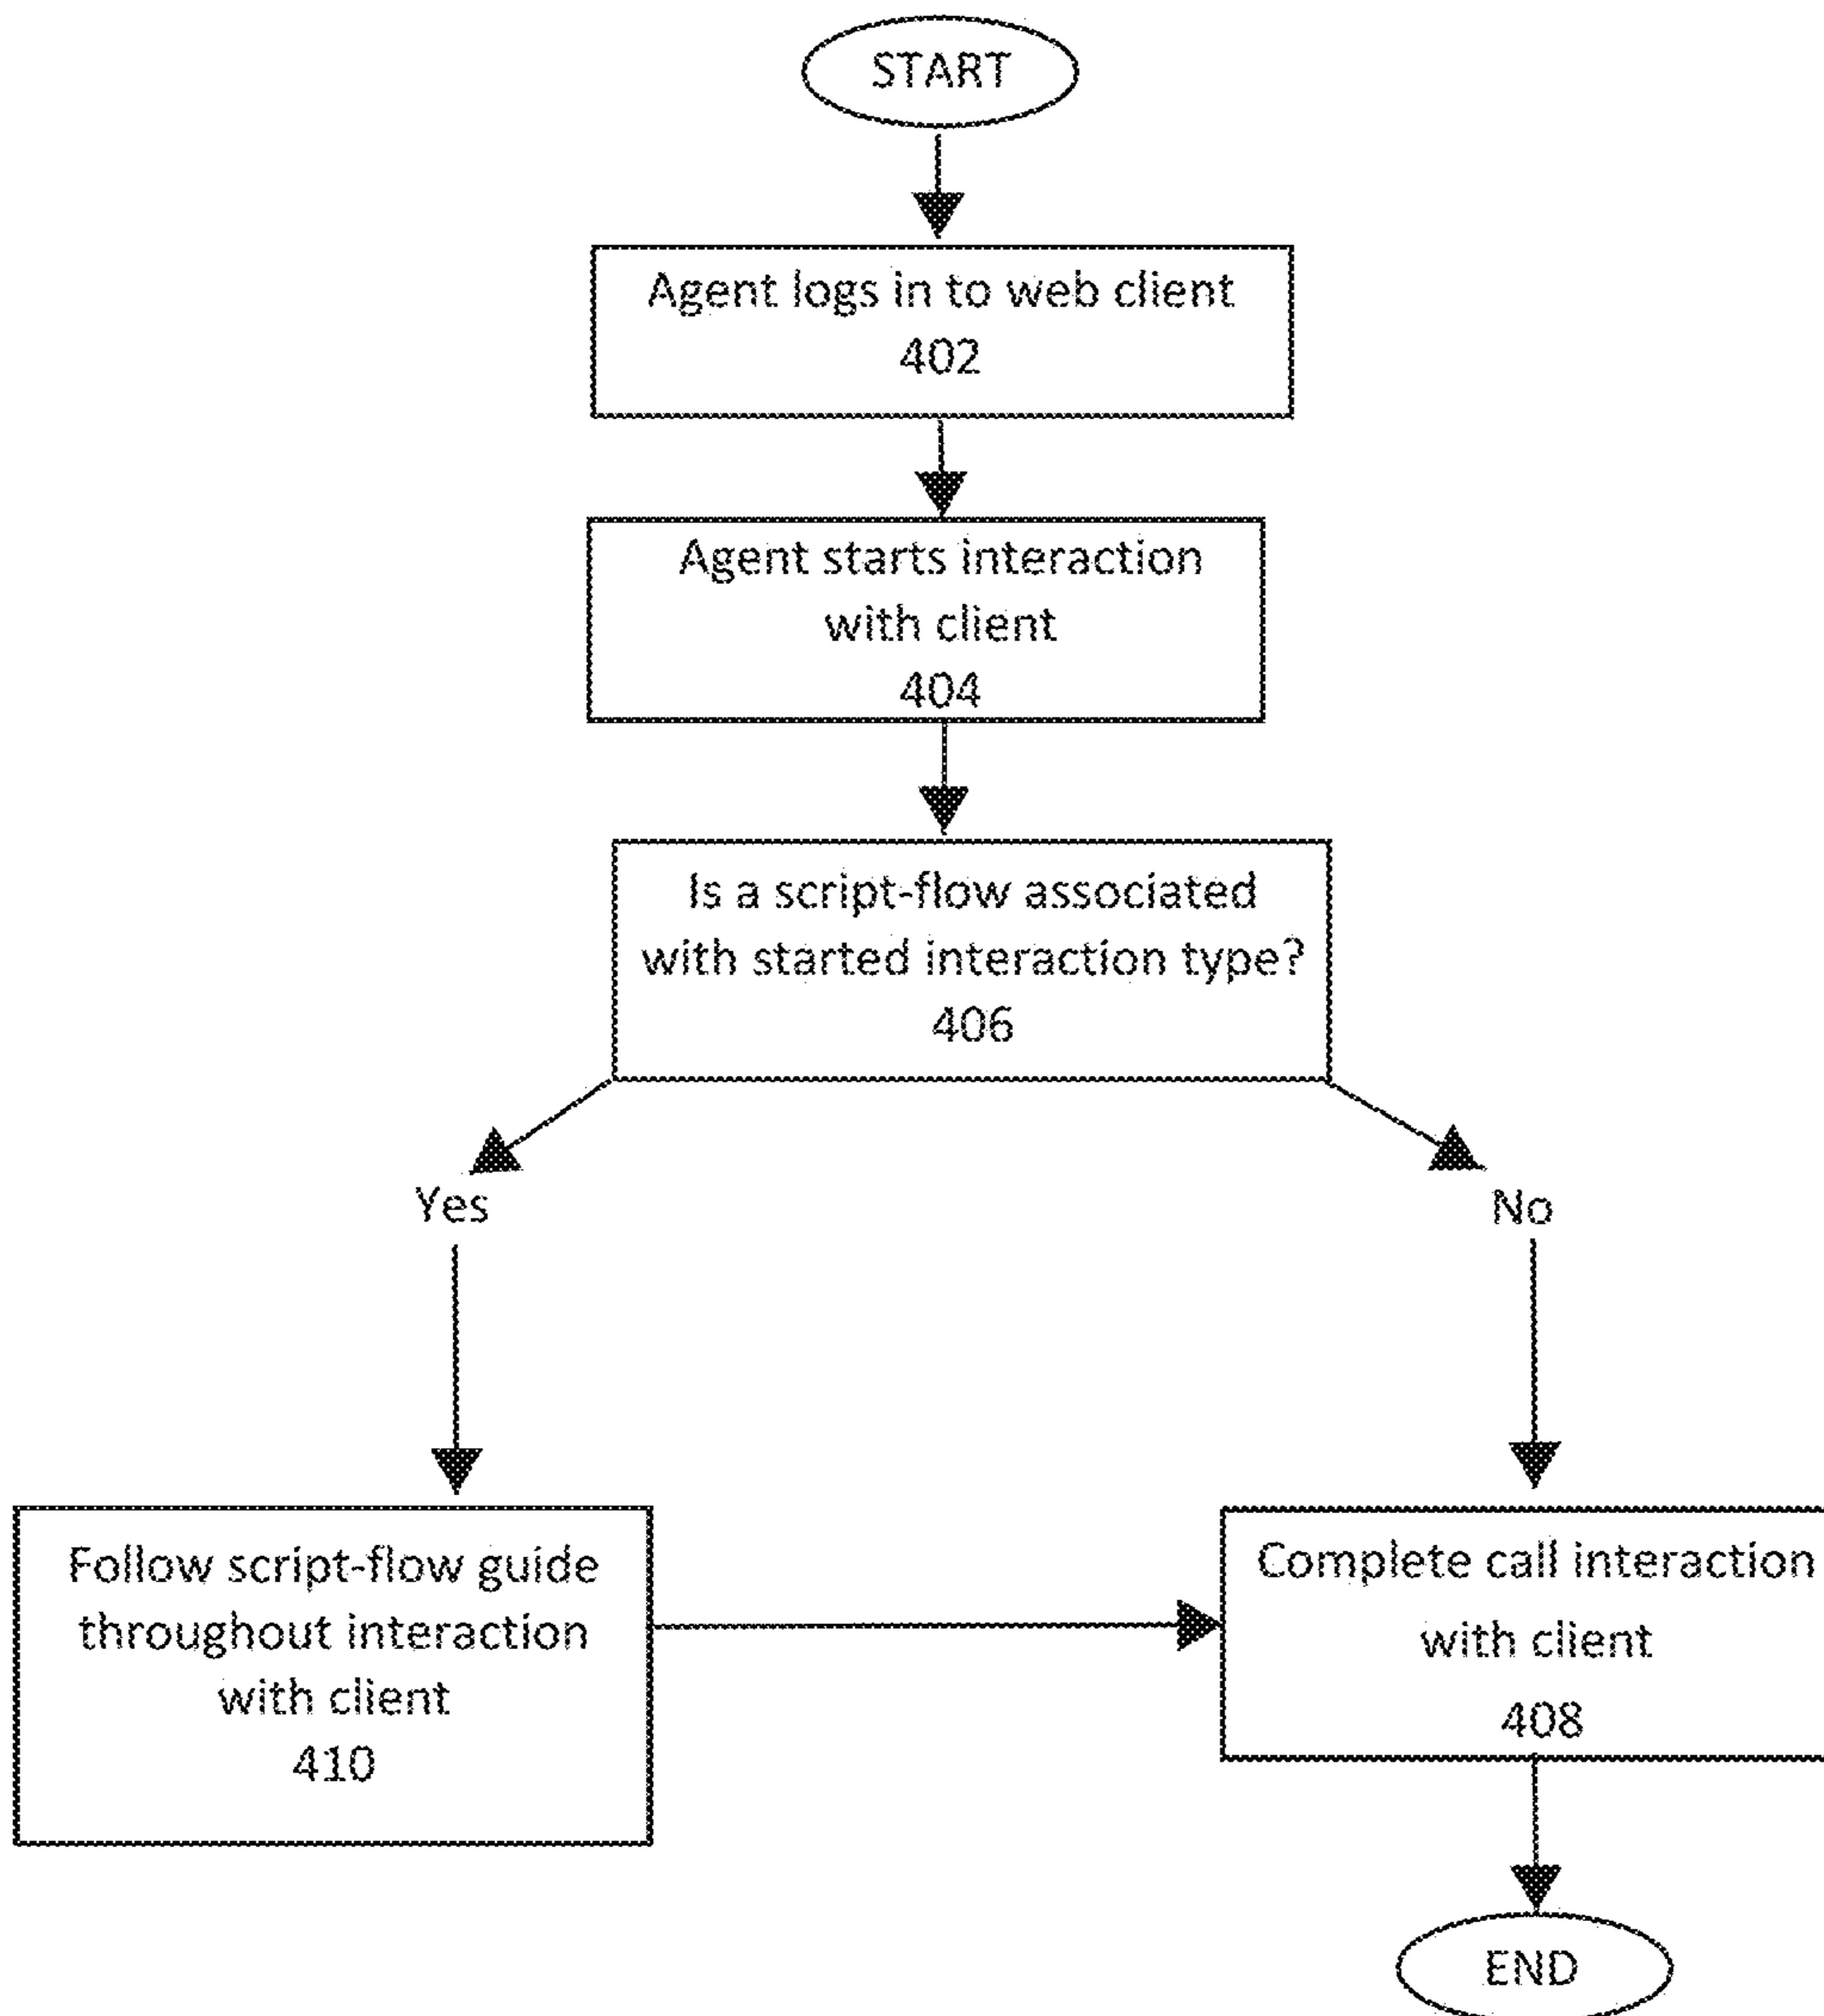 START
Agent logs in to web client
402
Agent starts interaction
with client
404
Is a script-flow associated
with started interaction type?
406
Yes
No
Follow script-flow guide
throughout interaction
with client
410
Complete call interaction
with client
408
END